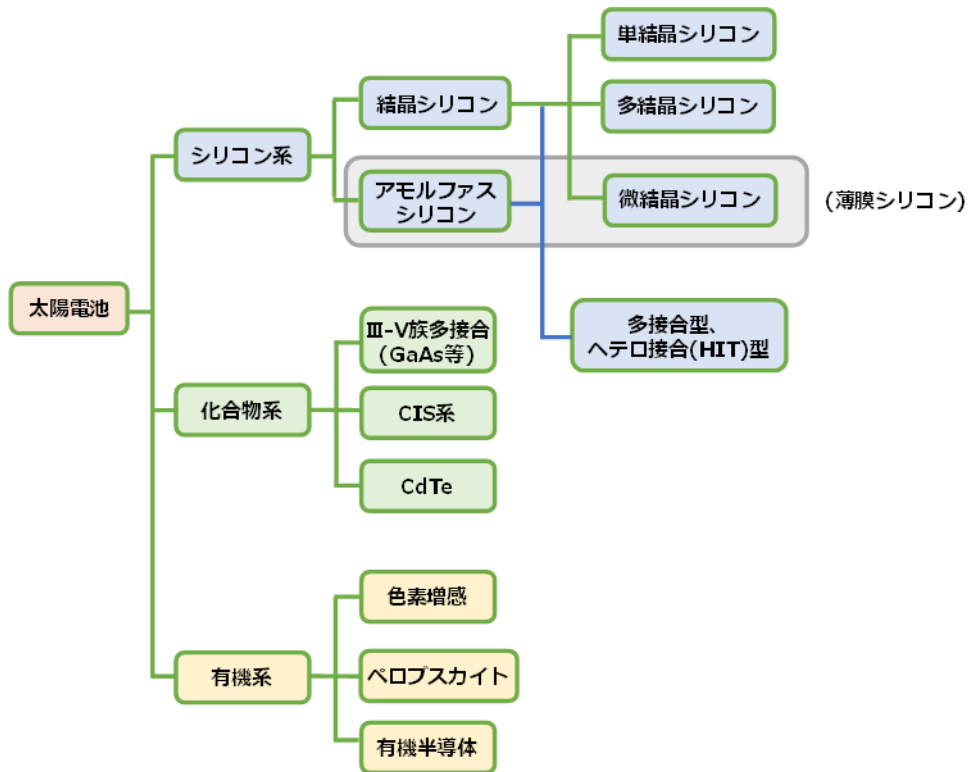 太陽電池
シリコン系
結晶シリコン
単結晶シリコン
多結晶シリコン
アモルファス
シリコン
微結晶シリコン
(薄膜シリコン)
多接合型、
ヘテロ接合(HIT)型
化合物系
Ⅲ-V族多接合
(GaAs等)
CIS系
CdTe
有機系
色素増感
ペロブスカイト
有機半導体